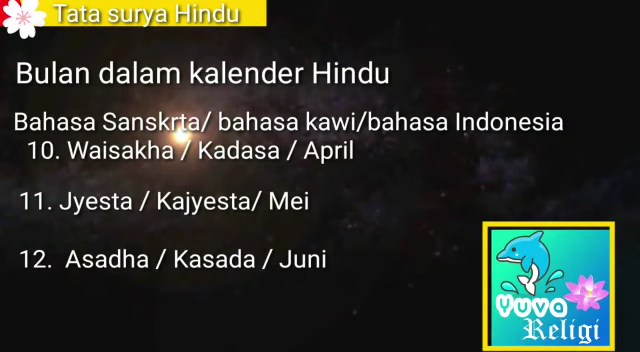 Tata surya Hindu
Bulan dalam kalender Hindu
Bahasa Sanskrta/ bahasa kawi/bahasa Indonesia
10. Waisakha / Kadasa / April
11. Jyesta / Kajyesta/ Mei
12. Asadha / Kasada / Juni
Yuva
Religi